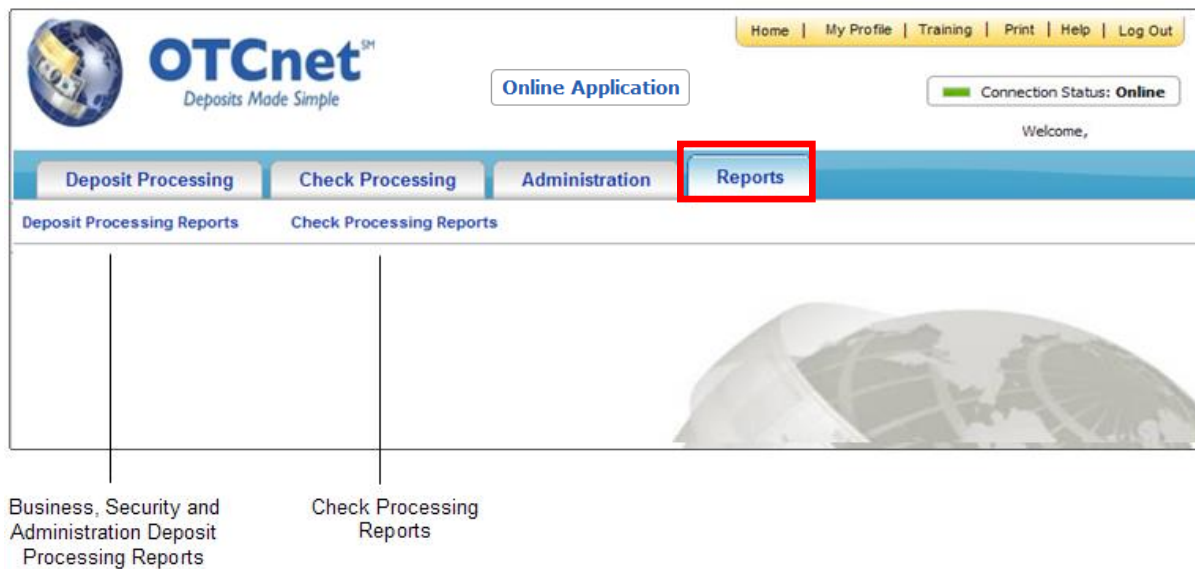 Home | My Profile | Training | Print | Help | Log Out
OTCnet SM
Deposits Made Simple
Online Application
Connection Status: Online
Welcome,
Deposit Processing
Check Processing
Administration
Reports
Deposit Processing Reports
Check Processing Reports
Business, Security and
Administration Deposit
Processing Reports
Check Processing
Reports